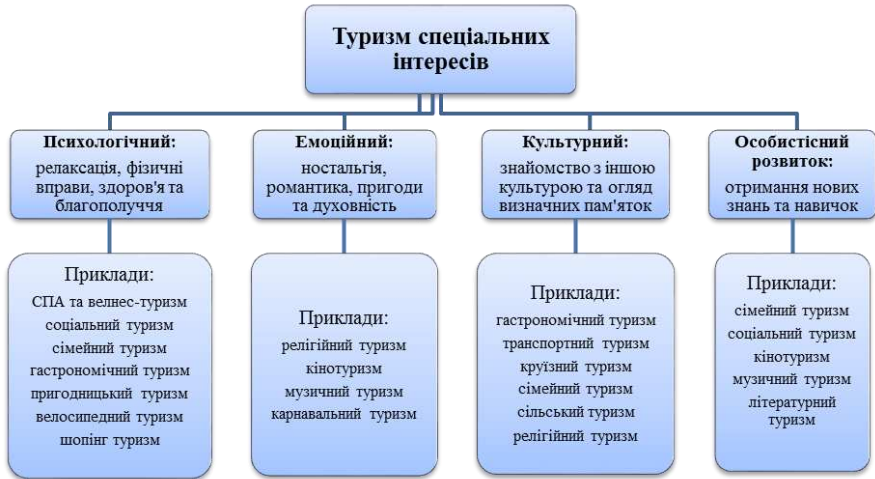 Туризм спеціальних
інтересів
Психологічний:
релаксація, фізичні
вправи, здоров'я та
благополуччя
Емоційний:
ностальгія,
романтика, пригоди
та духовність
Культурний:
знайомство з іншою
культурою та огляд
визначних пам'яток
Особистісний
розвиток:
отримання нових
знань та навичок
Приклади:
СПА та велнес-туризм
соціальний туризм
сімейний туризм
гастрономічний туризм
пригодницький туризм
велосипедний туризм
шопінг туризм
Приклади:
релігійний туризм
кінотуризм
музичний туризм
карнавальний туризм
Приклади:
гастрономічний туризм
транспортний туризм
круїзний туризм
сімейний туризм
сільський туризм
релігійний туризм
Приклади:
сімейний туризм
соціальний туризм
кінотуризм
музичний туризм
літературний
туризм